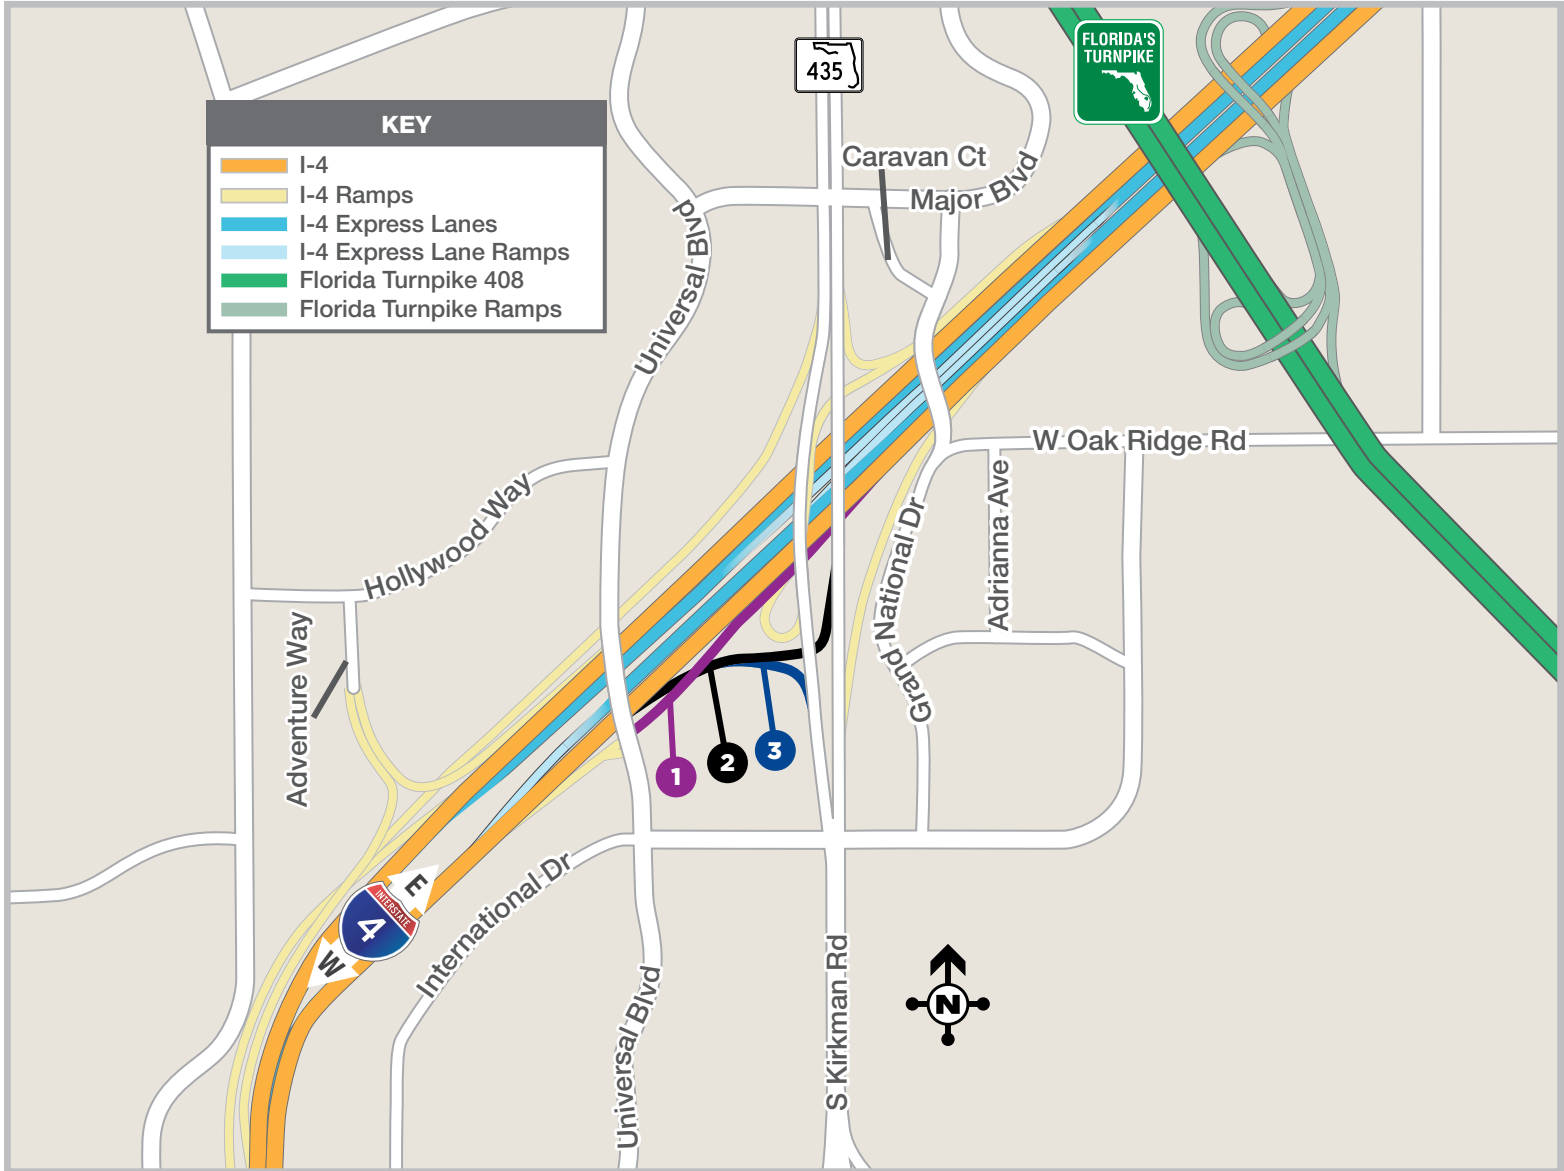 FLORIDA'S
TURNPIKE
435
KEY
I-4
I-4 Ramps
I-4 Express Lanes
I-4 Express Lane Ramps
Florida Turnpike 408
Florida Turnpike Ramps
Caravan Ct
Major Blvd
Universal Blvd
W Oak Ridge Rd
Hollywood Way
Adrianna Ave
Grand National Dr
Adventure Way
1
2
3
E
INTERSTATE
4
W
International Dr
Universal Blvd
S Kirkman Rd
N